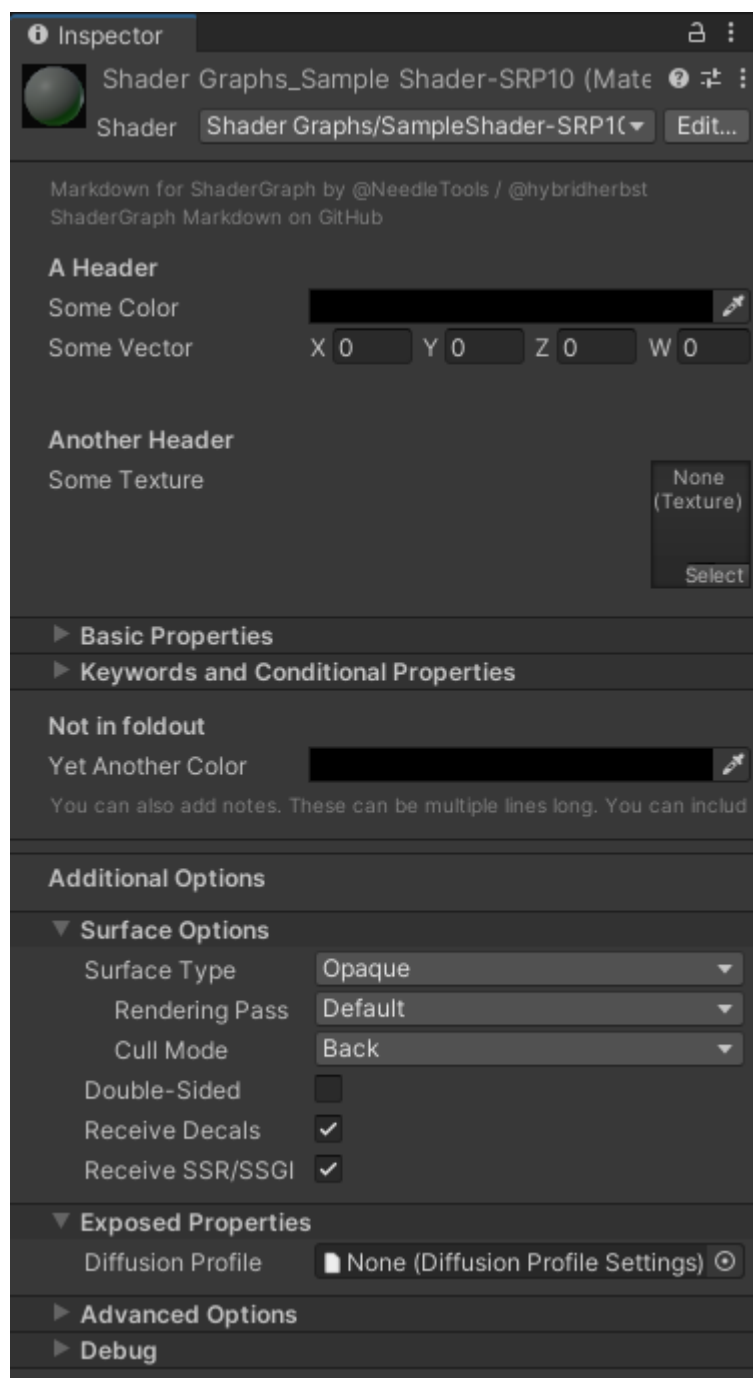 Inspector
Shader Graphs_Sample Shader-SRP10 (Mate
Shader Shader Graphs/SampleShader-SRP1( Edit...
Markdown for ShaderGraph by @NeedleTools / @hybridherbst
ShaderGraph Markdown on GitHub
A Header
Some Color
Some Vector X 0 Y 0 Z 0 W 0
Another Header
Some Texture None
(Texture)
Select
Basic Properties
Keywords and Conditional Properties
Not in foldout
Yet Another Color
You can also add notes. These can be multiple lines long. You can includ
Additional Options
Surface Options
Surface Type Opaque
Rendering Pass Default
Cull Mode Back
Double-Sided
Receive Decals
Receive SSR/SSGI
Exposed Properties
Diffusion Profile None (Diffusion Profile Settings)
Advanced Options
Debug